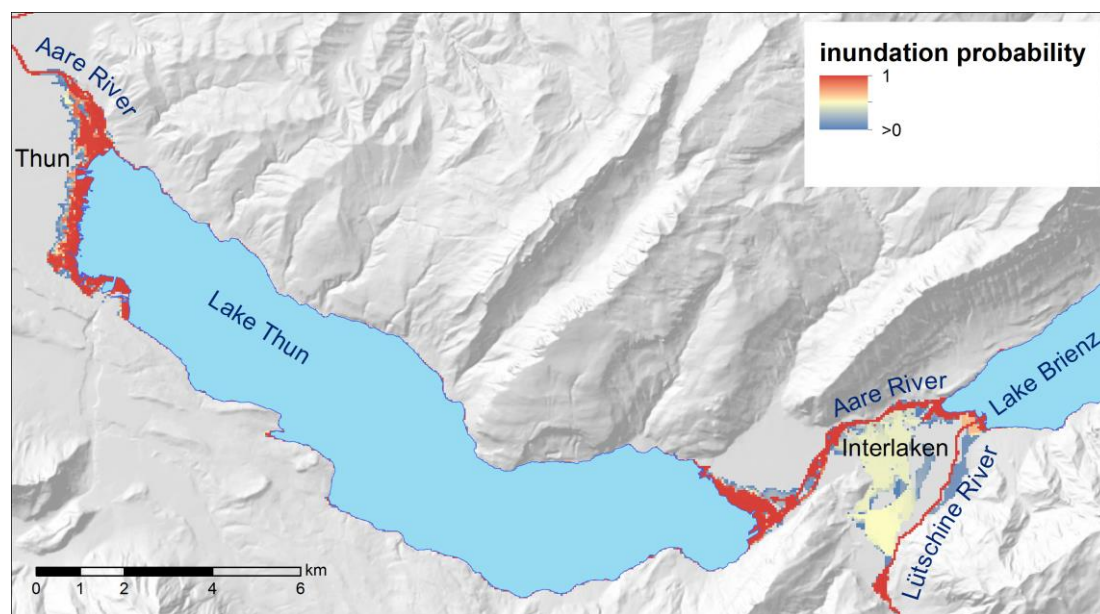 Aare River
inundation probability
1
>0
Thun
Lake Thun
Lake Brienz
Aare River
Interlaken
Lütschine River
0 1 2 4 6 km